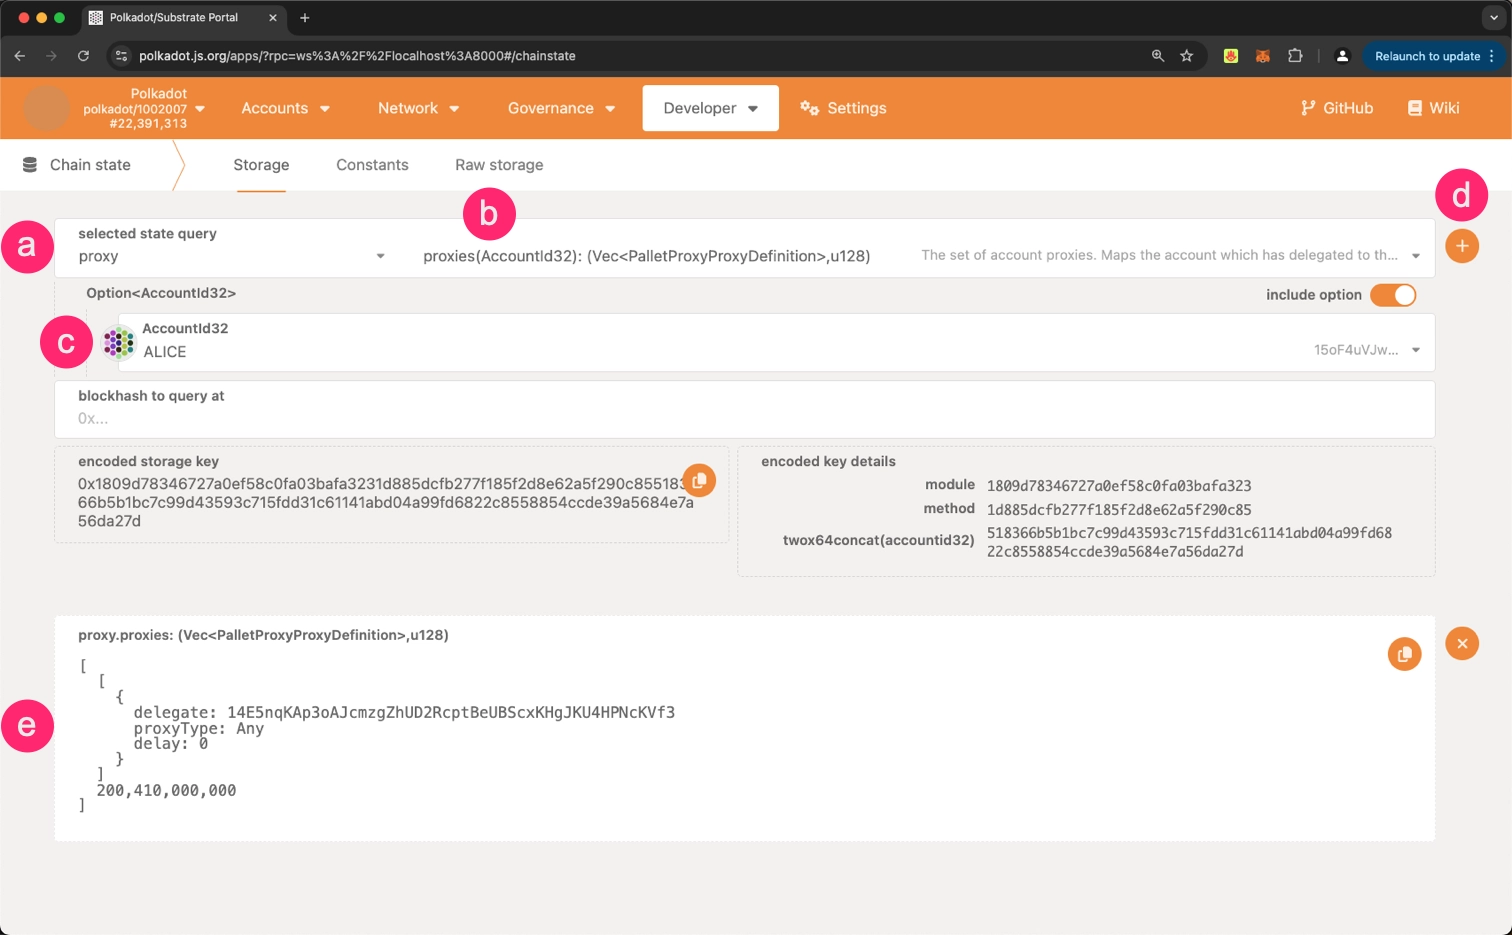 Polkadot/Substrate Portal
polkadot.js.org/apps/?rpc=ws%3A%2F%2Flocalhost%3A8000#/chainstate
Relaunch to update
Polkadot
polkadot/1002007
#22,391,313
Accounts
Network
Governance
Developer
Settings
GitHub
Wiki
Chain state
Storage
Constants
Raw storage
a
b
d
selected state query
proxy
proxies(AccountId32): (Vec<PalletProxyProxyDefinition>,u128)
The set of account proxies. Maps the account which has delegated to th...
Option<AccountId32>
include option
c
AccountId32
ALICE
15oF4uVJw...
blockhash to query at
0x...
encoded storage key
0x1809d78346727a0ef58c0fa03bafa3231d885dcfb277f185f2d8e62a5f290c855183
66b5b1bc7c99d43593c715fdd31c61141abd04a99fd6822c8558854ccde39a5684e7a
56da27d
encoded key details
module 1809d78346727a0ef58c0fa03bafa323
method 1d885dcfb277f185f2d8e62a5f290c85
twox64concat(accountid32) 518366b5b1bc7c99d43593c715fdd31c61141abd04a99fd68
22c8558854ccde39a5684e7a56da27d
proxy.proxies: (Vec<PalletProxyProxyDefinition>,u128)
[
[
{
e
delegate: 14E5nqKAp3oAJcmzgZhUD2RcptBeUBScxKHgJKU4HPNcKVf3
proxyType: Any
delay: 0
}
]
200,410,000,000
]